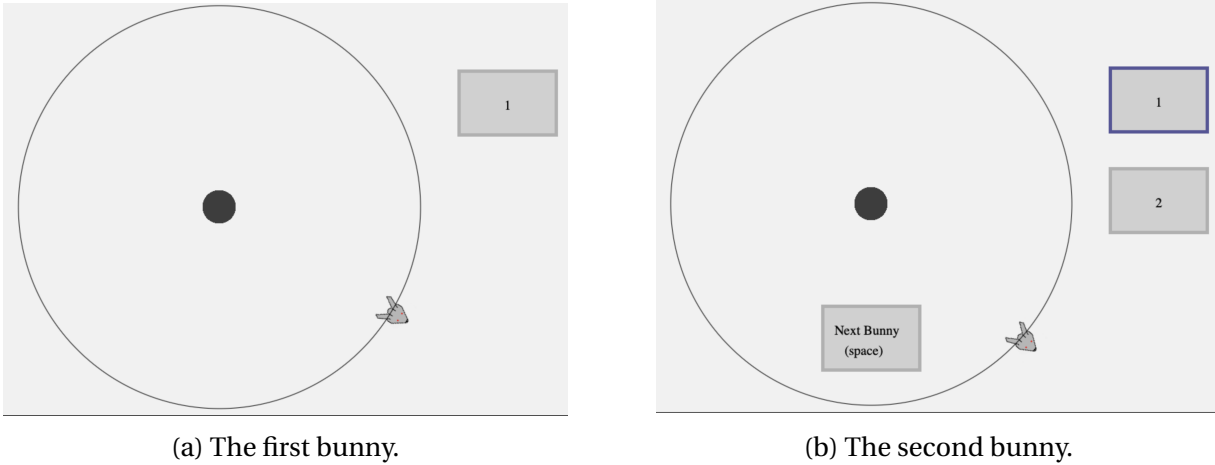 1
1
2
Next Bunny
(space)
(a) The first bunny.
(b) The second bunny.